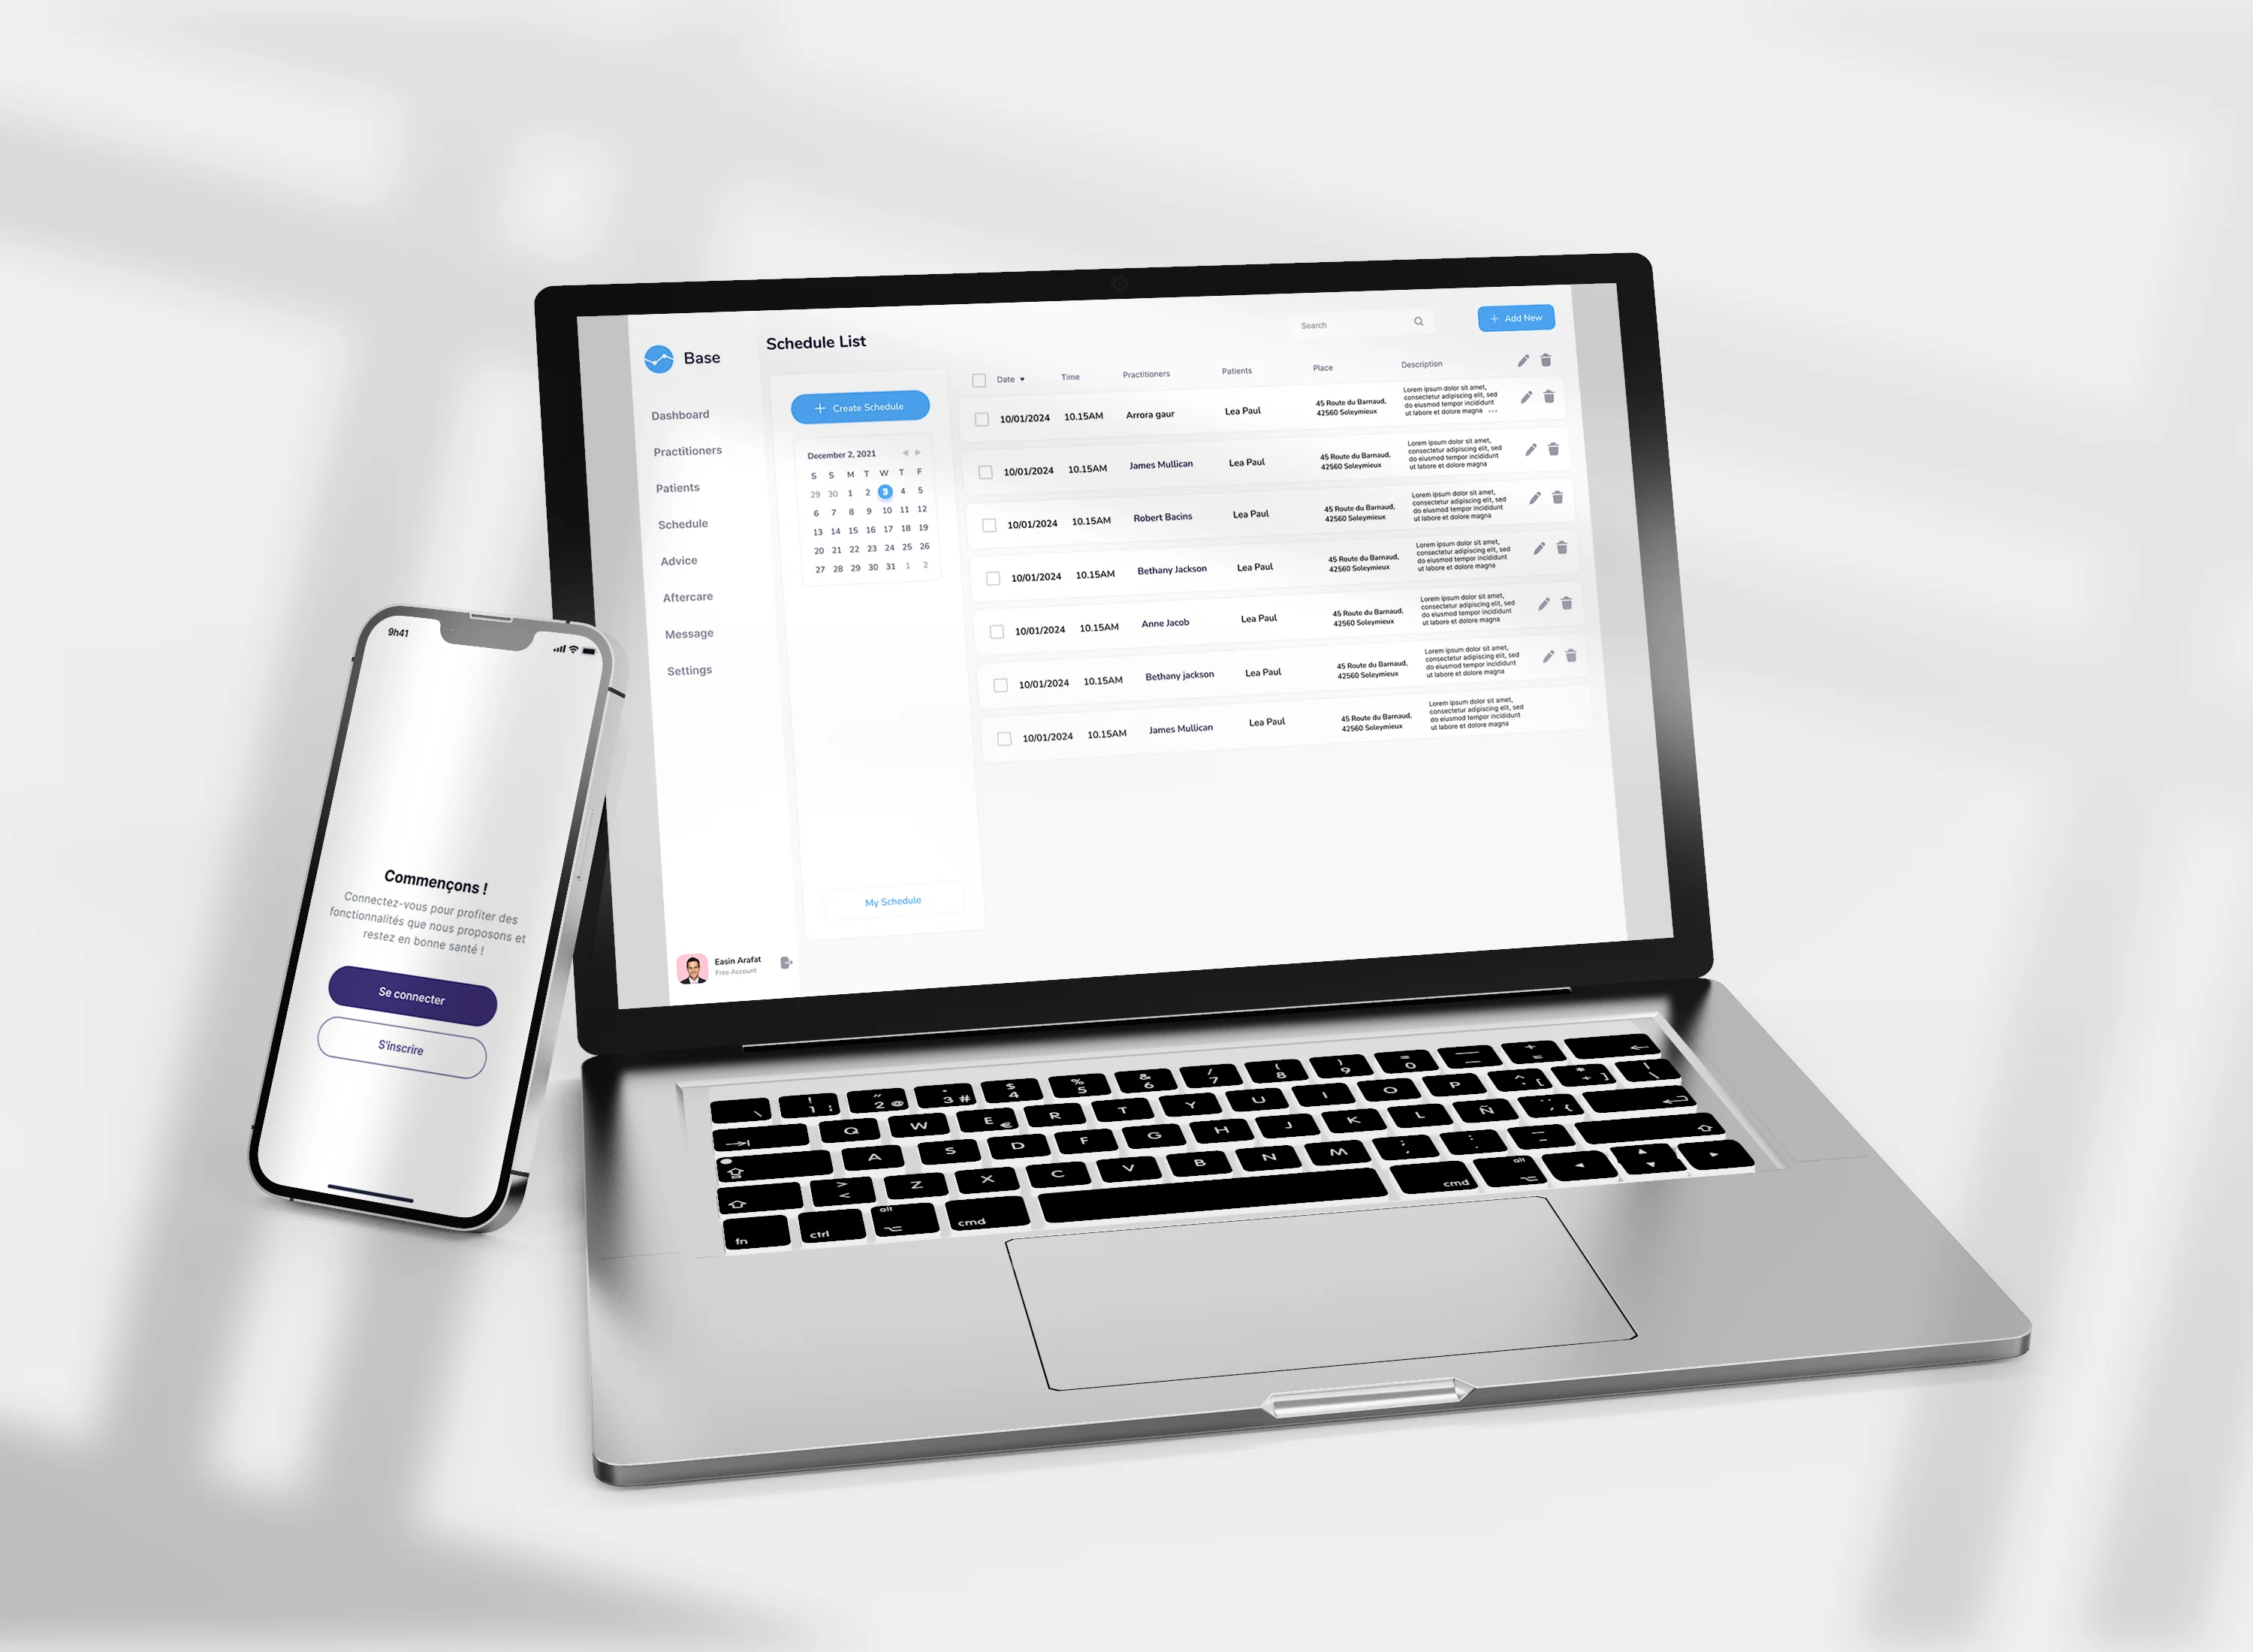 9h41
Commençons !
Connectez-vous pour profiter des
fonctionnalités que nous proposons et
restez en bonne santé !
Se connecter
S'inscrire
Base
Dashboard
Practitioners
Patients
Schedule
Advice
Aftercare
Message
Settings
Easin Arafat
Free Account
Schedule List
Search
+ Add New
+ Create Schedule
December 2, 2021
S S M T W T F
29 30 1 2 3 4 5
6 7 8 9 10 11 12
13 14 15 16 17 18 19
20 21 22 23 24 25 26
27 28 29 30 31 1 2
My Schedule
Date Time Practitioners Patients Place Description
10/01/2024 10.15AM Arrora gaur Lea Paul
45 Route du Barnaud,
42560 Soleymieux
Lorem ipsum dolor sit amet,
consectetur adipiscing elit, sed
do eiusmod tempor incididunt
ut labore et dolore magna ...
10/01/2024 10.15AM James Mullican Lea Paul
45 Route du Barnaud,
42560 Soleymieux
Lorem ipsum dolor sit amet,
consectetur adipiscing elit, sed
do eiusmod tempor incididunt
ut labore et dolore magna
10/01/2024 10.15AM Robert Bacins Lea Paul
45 Route du Barnaud,
42560 Soleymieux
Lorem ipsum dolor sit amet,
consectetur adipiscing elit, sed
do eiusmod tempor incididunt
ut labore et dolore magna
10/01/2024 10.15AM Bethany Jackson Lea Paul
45 Route du Barnaud,
42560 Soleymieux
Lorem ipsum dolor sit amet,
consectetur adipiscing elit, sed
do eiusmod tempor incididunt
ut labore et dolore magna
10/01/2024 10.15AM Anne Jacob Lea Paul
45 Route du Barnaud,
42560 Soleymieux
Lorem ipsum dolor sit amet,
consectetur adipiscing elit, sed
do eiusmod tempor incididunt
ut labore et dolore magna
10/01/2024 10.15AM Bethany jackson Lea Paul
45 Route du Barnaud,
42560 Soleymieux
Lorem ipsum dolor sit amet,
consectetur adipiscing elit, sed
do eiusmod tempor incididunt
ut labore et dolore magna
10/01/2024 10.15AM James Mullican Lea Paul
45 Route du Barnaud,
42560 Soleymieux
Lorem ipsum dolor sit amet,
consectetur adipiscing elit, sed
do eiusmod tempor incididunt
ut labore et dolore magna
\ ! 1 " 2 @ 3 # $ 4 % 5 & 6 / 7 ( 8 ) 9 = 0 + =
Q W E € R T Y U I O P ^ [ * + ] \
A S D F G H J K L Ñ {
> < Z X C V B N M ; :
fn ctrl alt cmd cmd alt